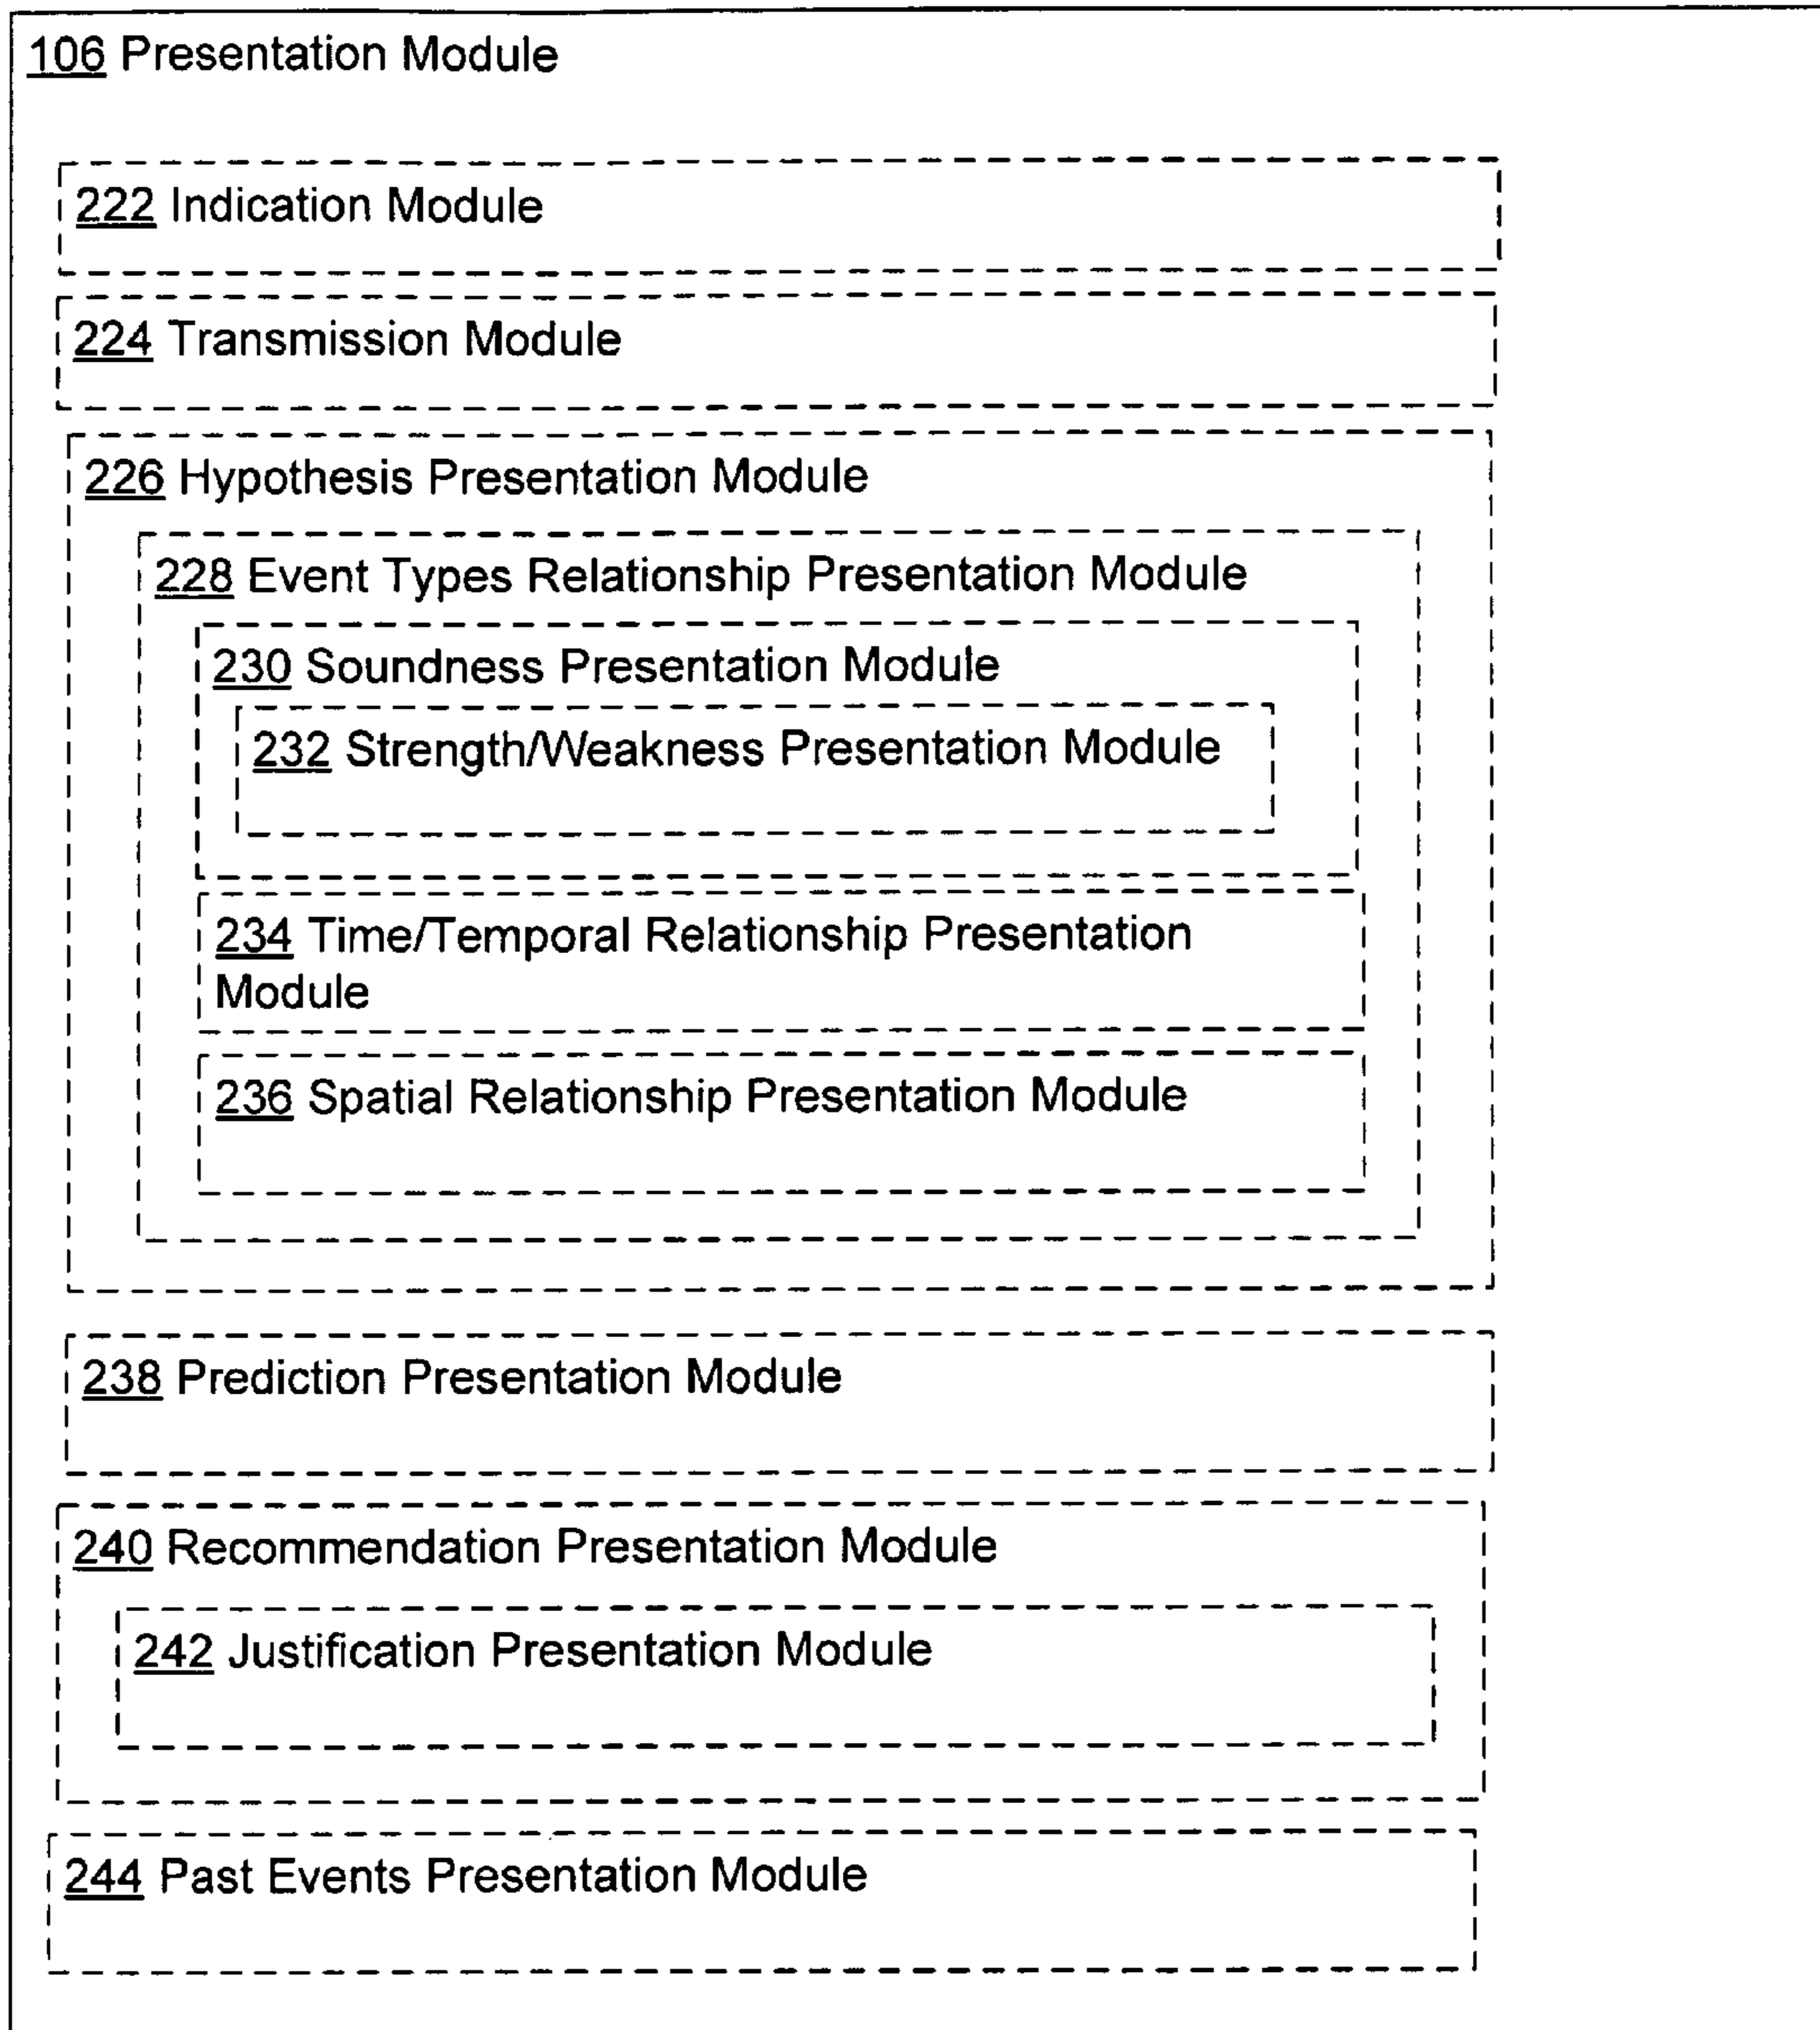 106 Presentation Module
222 Indication Module
224 Transmission Module
226 Hypothesis Presentation Module
228 Event Types Relationship Presentation Module
230 Soundness Presentation Module
232 Strength/Weakness Presentation Module
234 Time/Temporal Relationship Presentation
Module
236 Spatial Relationship Presentation Module
238 Prediction Presentation Module
240 Recommendation Presentation Module
242 Justification Presentation Module
244 Past Events Presentation Module